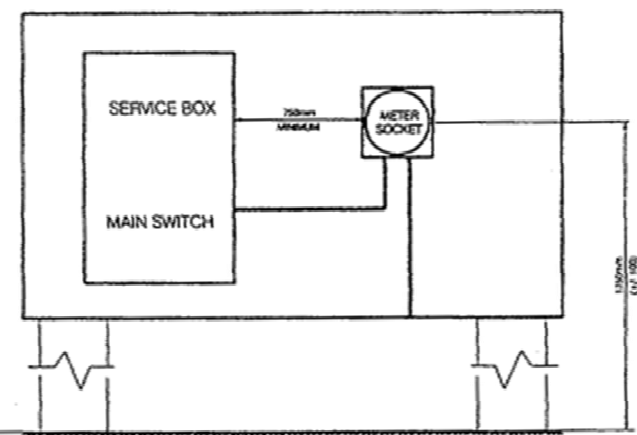 SERVICE BOX
750mm
MINIMUM
METER
SOCKET
MAIN SWITCH